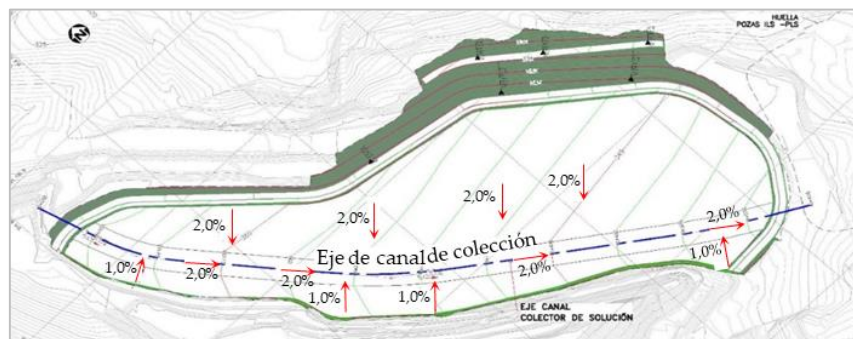 HUELLA
POZAS ILS -PLS
2,0%
2,0%
2,0%
2,0%
2,0%
Eje de canal de colección
1,0%
2,0%
2,0%
2,0%
1,0%
1,0%
1,0%
EJE CANAL
COLECTOR DE SOLUCIÓN